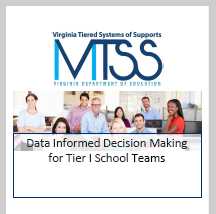 Virginia Tiered Systems of Supports
MTSS
VIRGINIA DEPARTMENT OF EDUCATION
Data Informed Decision Making
for Tier I School Teams